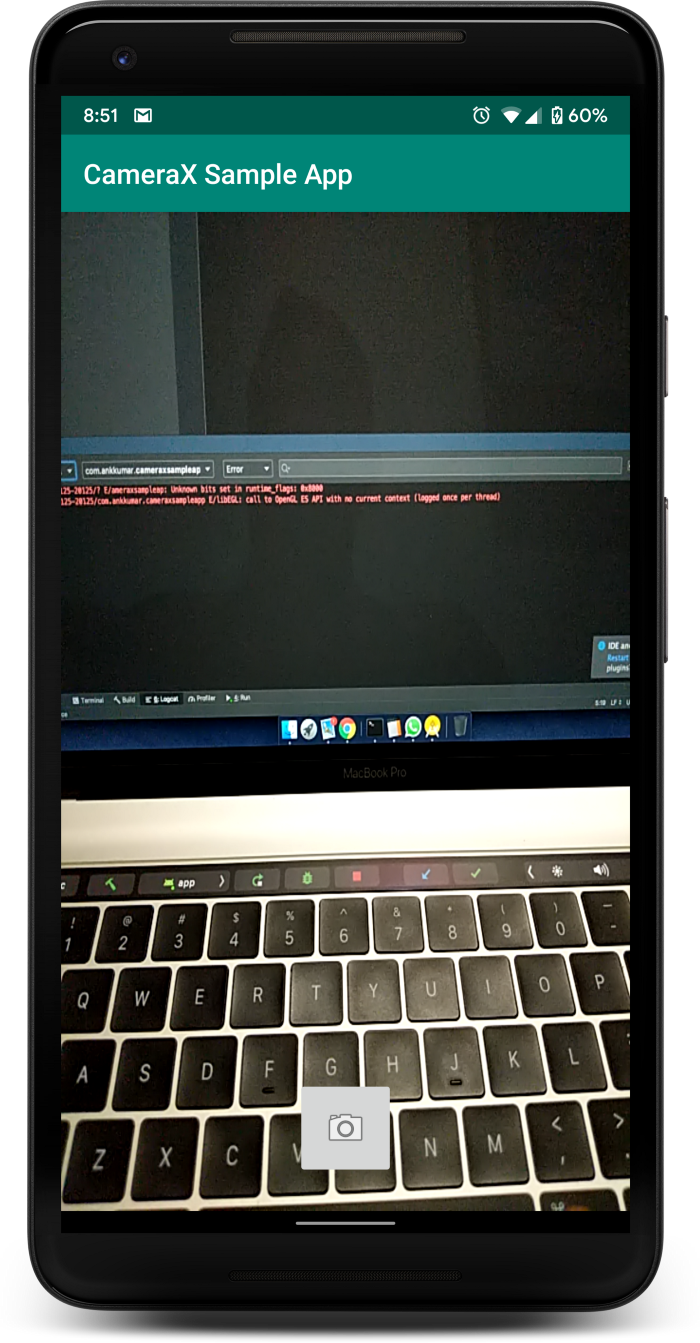 8:51
60%
CameraX Sample App
com.ankkumar.cameraxsampleap
Error
125-20125/? E/ameraxsampleap: Unknown bits set in runtime_flags: 0x8000
125-20125/com.ankkumar.cameraxsampleapp E/libEGL: call to OpenGL ES API with no current context (logged once per thread)
IDE an
Restart
plugins
Terminal Build 6: Logcat Profiler 4: Run
MacBook Pro
c app
! @ # $ % ^ & * ( ) —
1 2 3 4 5 6 7 8 9 0 -
Q W E R T Y U I O P
A S D F G H J K L
Z X C V N M < , > .